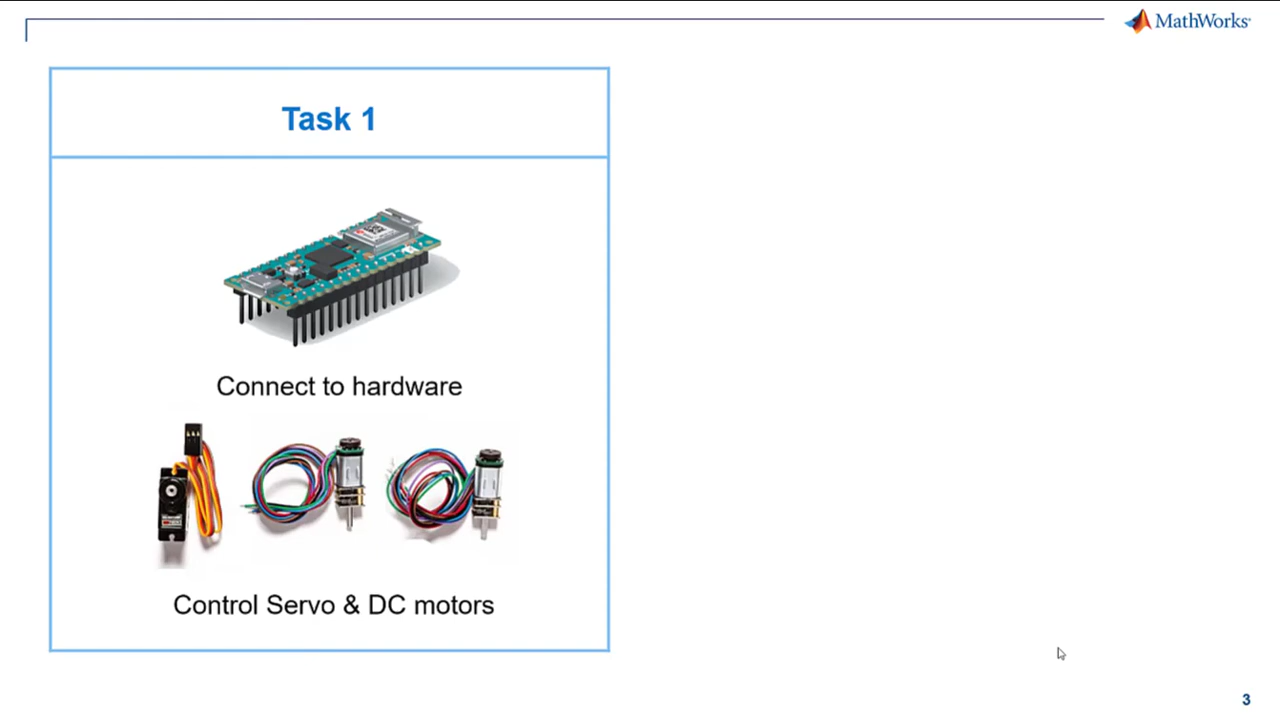 MathWorks
Task 1
Connect to hardware
Control Servo & DC motors
3